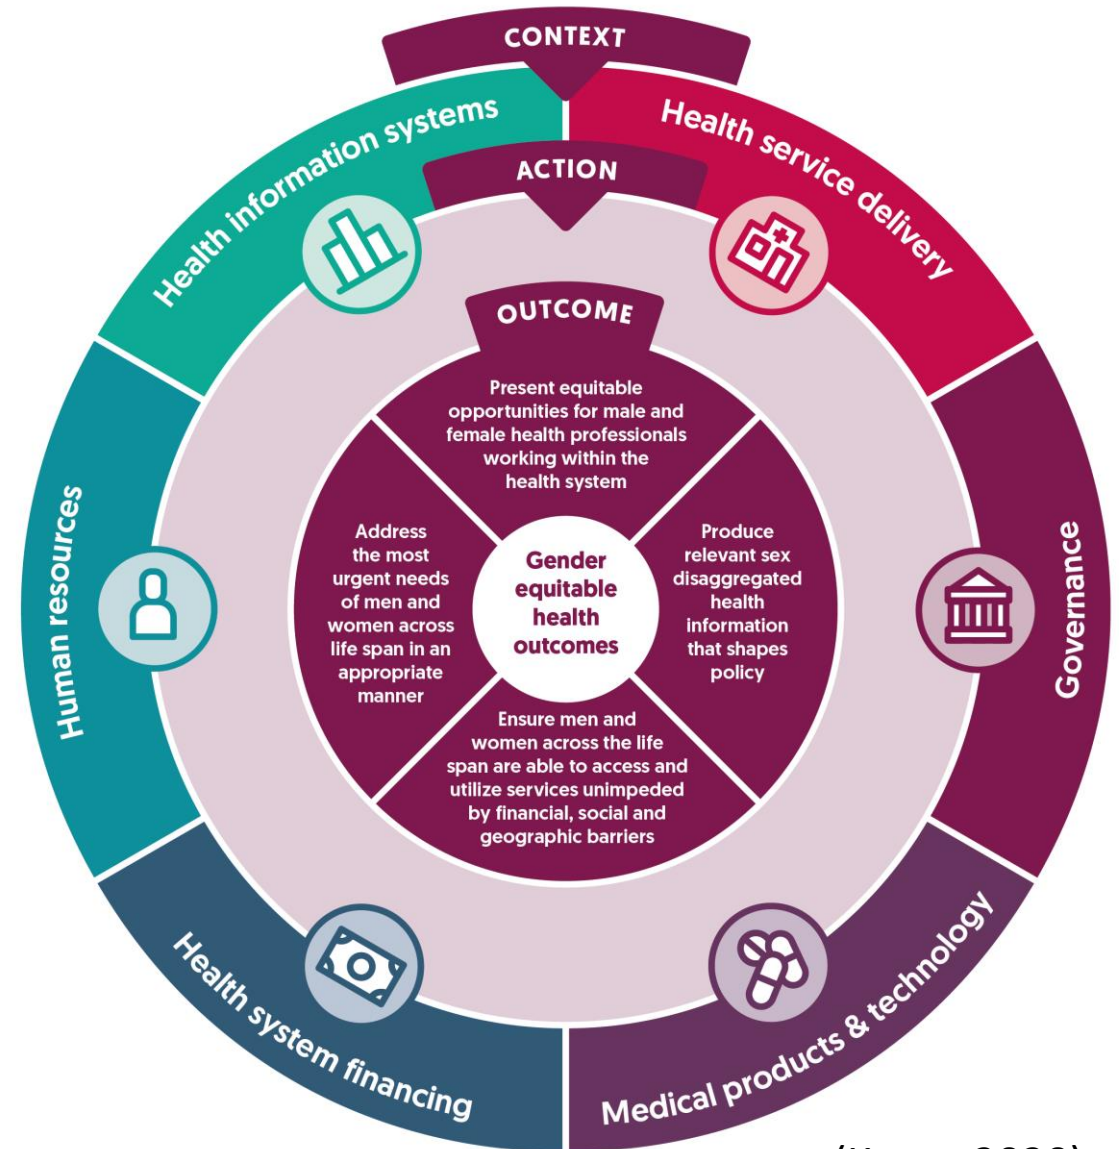 CONTEXT
Health information systems
Health service delivery
ACTION
OUTCOME
Present equitable
opportunities for male and
female health professionals
working within the
health system
Address
the most
urgent needs
of men and
women across
life span in an
appropriate
manner
Gender
equitable
health
outcomes
Produce
relevant sex
disaggregated
health
information
that shapes
policy
Ensure men and
women across the life
span are able to access and
utilize services unimpeded
by financial, social and
geographic barriers
Human resources
Governance
Health system financing
Medical products & technology